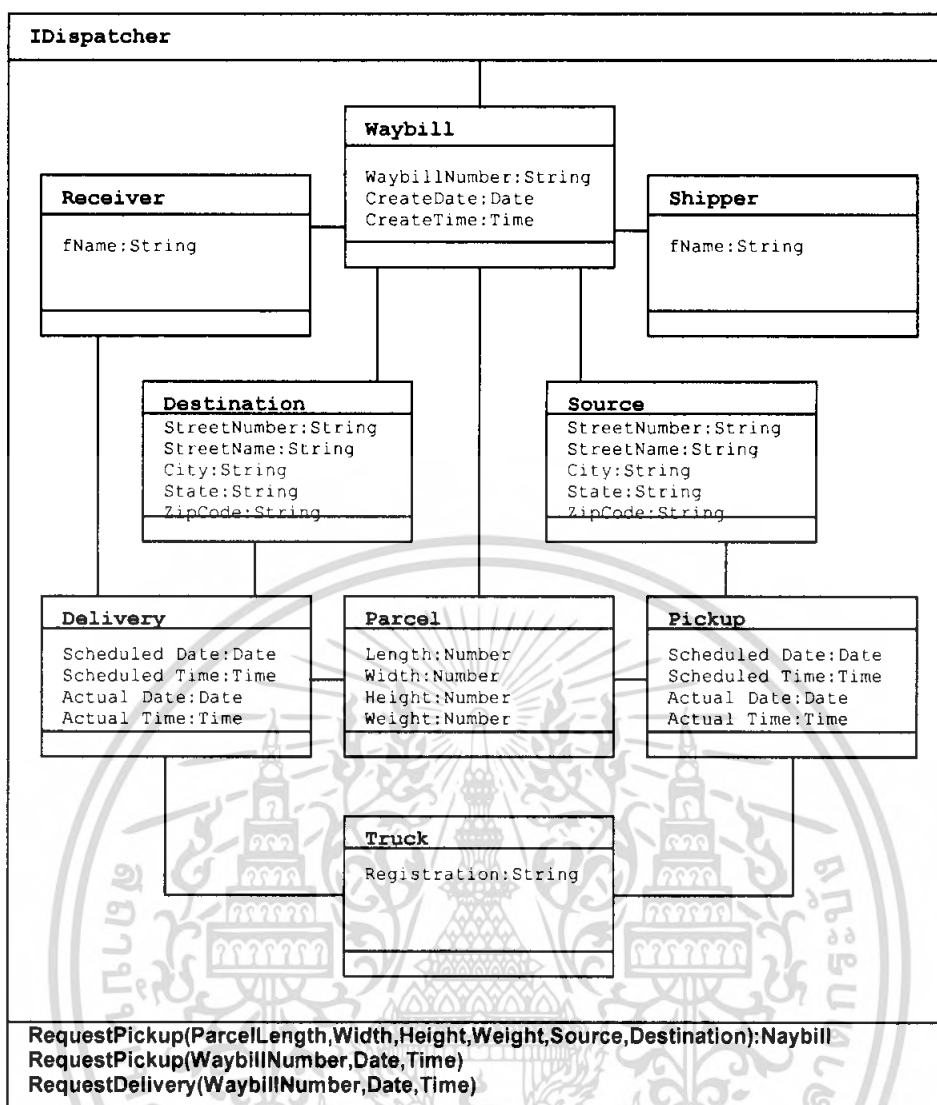 IDispatcher
Waybill
WaybillNumber:String
CreateDate:Date
CreateTime:Time
Receiver
fName:String
Shipper
fName:String
Destination
StreetNumber:String
StreetName:String
City:String
State:String
ZipCode:String
Source
StreetNumber:String
StreetName:String
City:String
State:String
ZipCode:String
Delivery
Scheduled Date:Date
Scheduled Time:Time
Actual Date:Date
Actual Time:Time
Parcel
Length:Number
Width:Number
Height:Number
Weight:Number
Pickup
Scheduled Date:Date
Scheduled Time:Time
Actual Date:Date
Actual Time:Time
Truck
Registration:String
RequestPickup(ParcelLength,Width,Height,Weight,Source,Destination):Naybill
RequestPickup(WaybillNumber,Date,Time)
RequestDelivery(WaybillNumber,Date,Time)